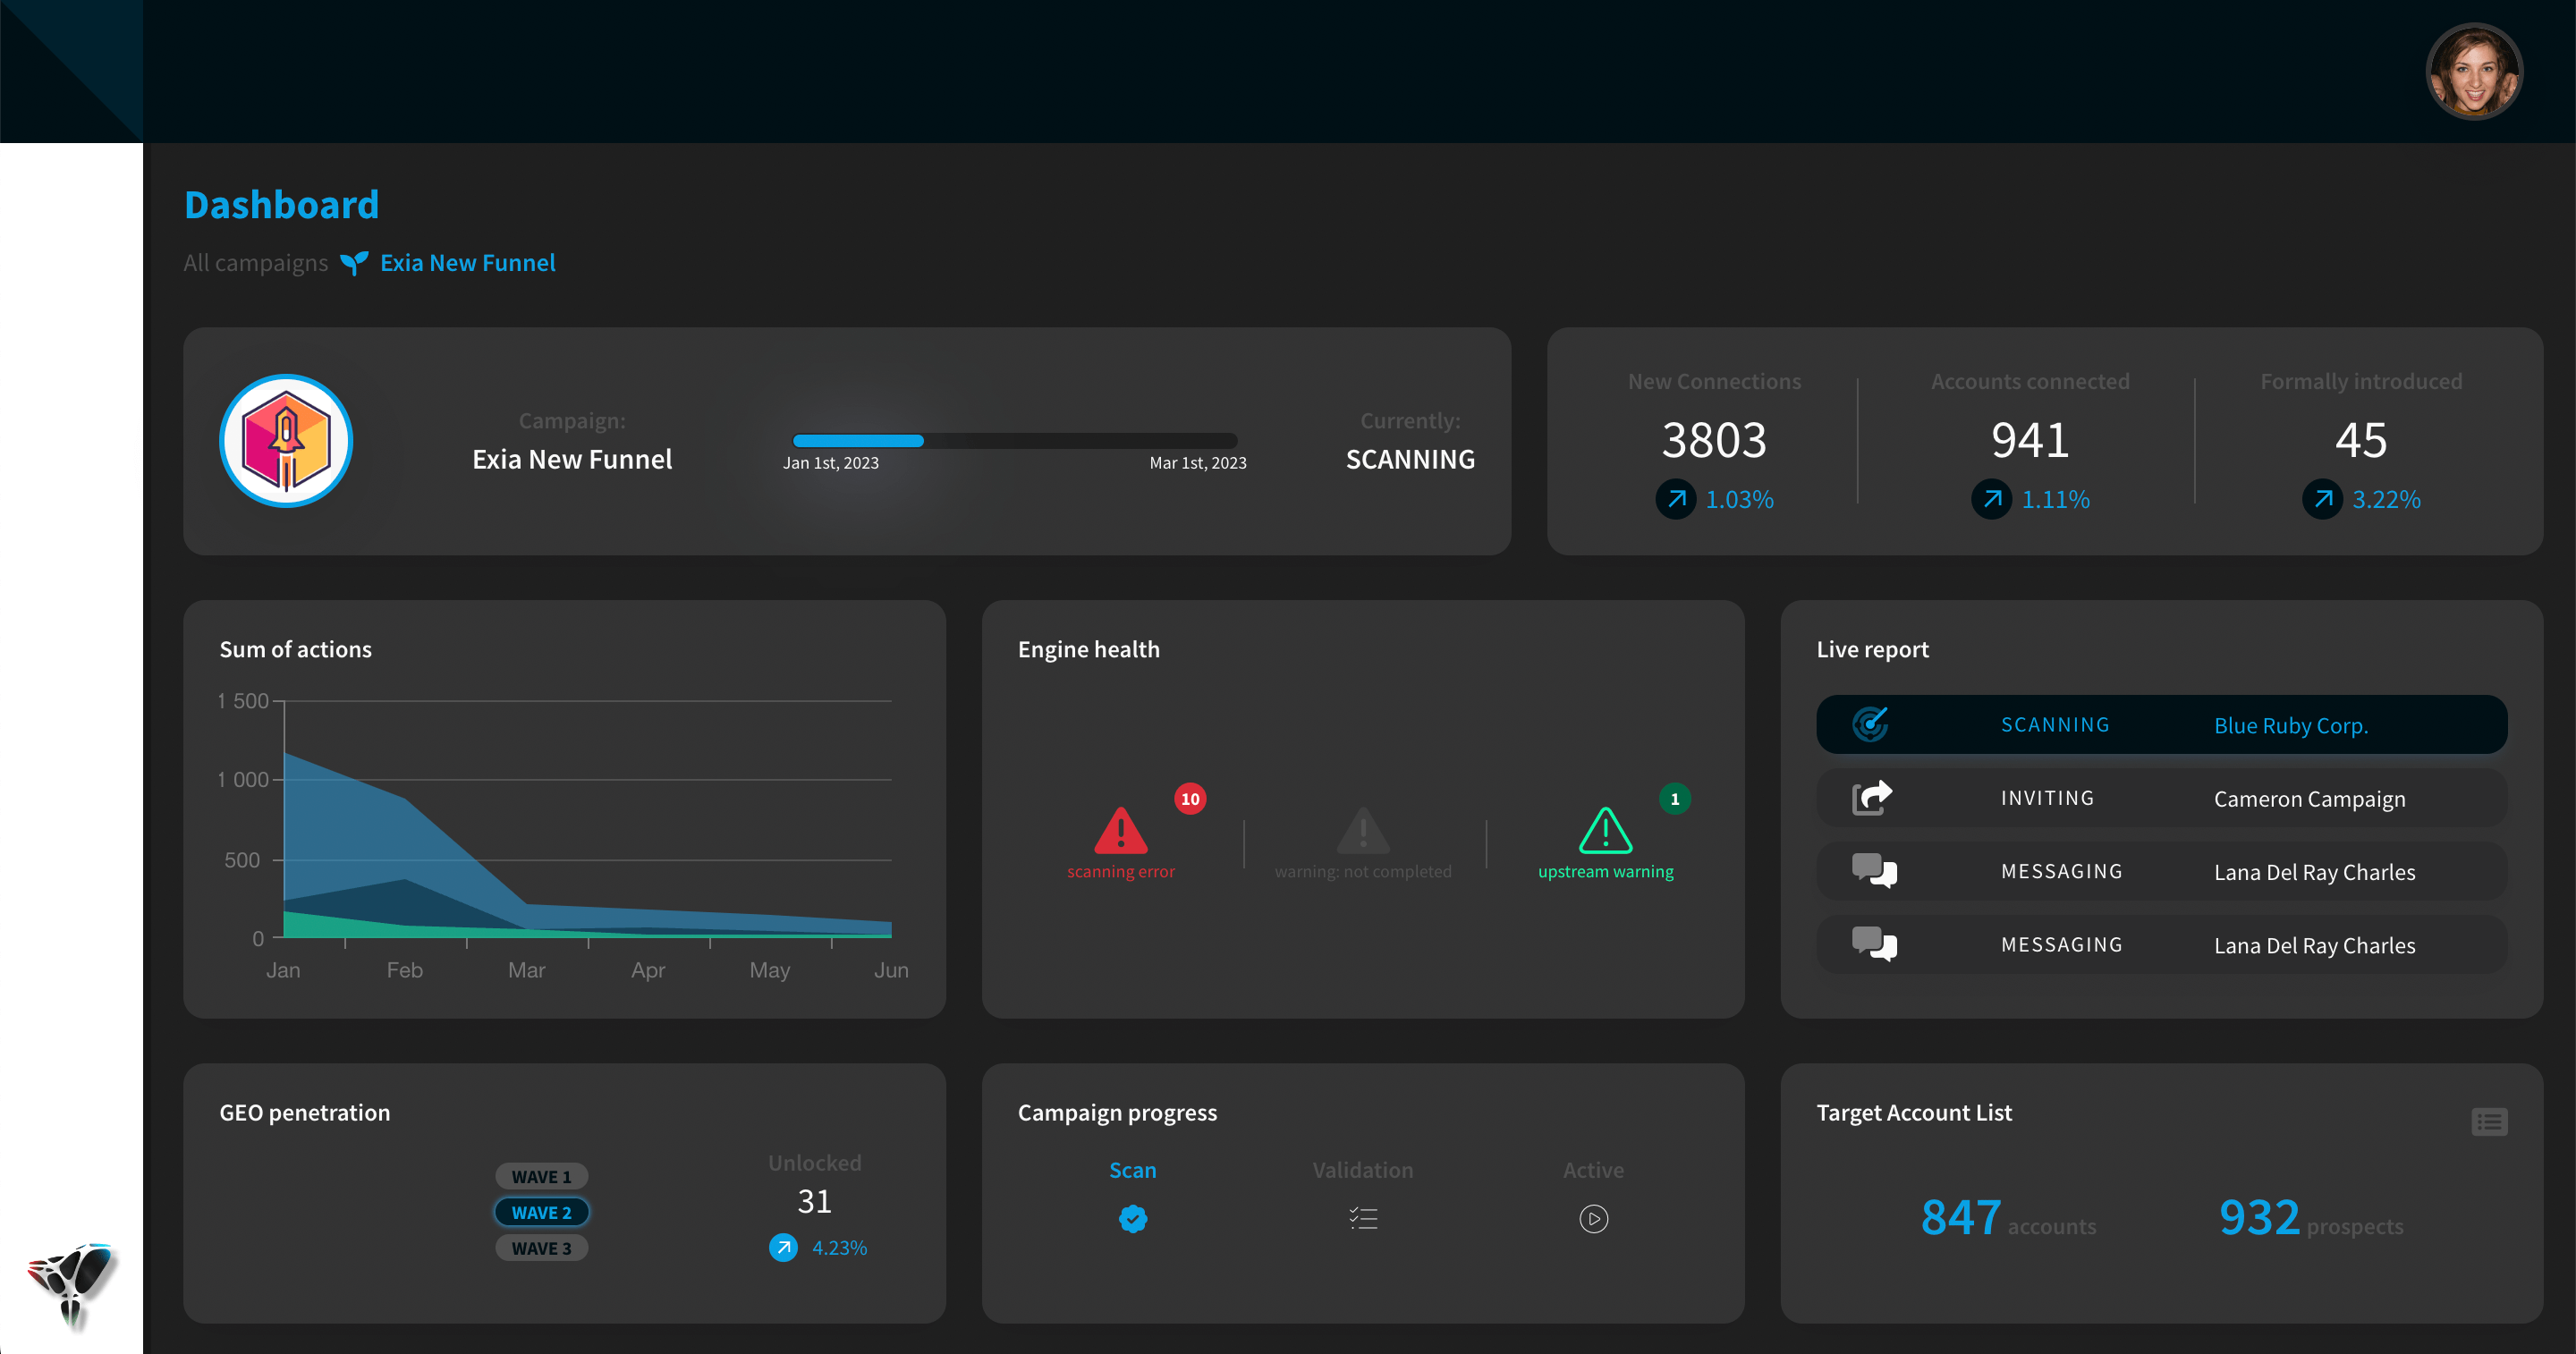 Dashboard
All campaigns Exia New Funnel
Campaign:
Exia New Funnel
Jan 1st, 2023
Mar 1st, 2023
Currently:
SCANNING
New Connections
3803
1.03%
Accounts connected
941
1.11%
Formally introduced
45
3.22%
Sum of actions
1 500
1 000
500
0
Jan Feb Mar Apr May Jun
Engine health
10
scanning error
warning: not completed
1
upstream warning
Live report
SCANNING Blue Ruby Corp.
INVITING Cameron Campaign
MESSAGING Lana Del Ray Charles
MESSAGING Lana Del Ray Charles
GEO penetration
WAVE 1
WAVE 2
WAVE 3
Unlocked
31
4.23%
Campaign progress
Scan
Validation
Active
Target Account List
847 accounts
932 prospects